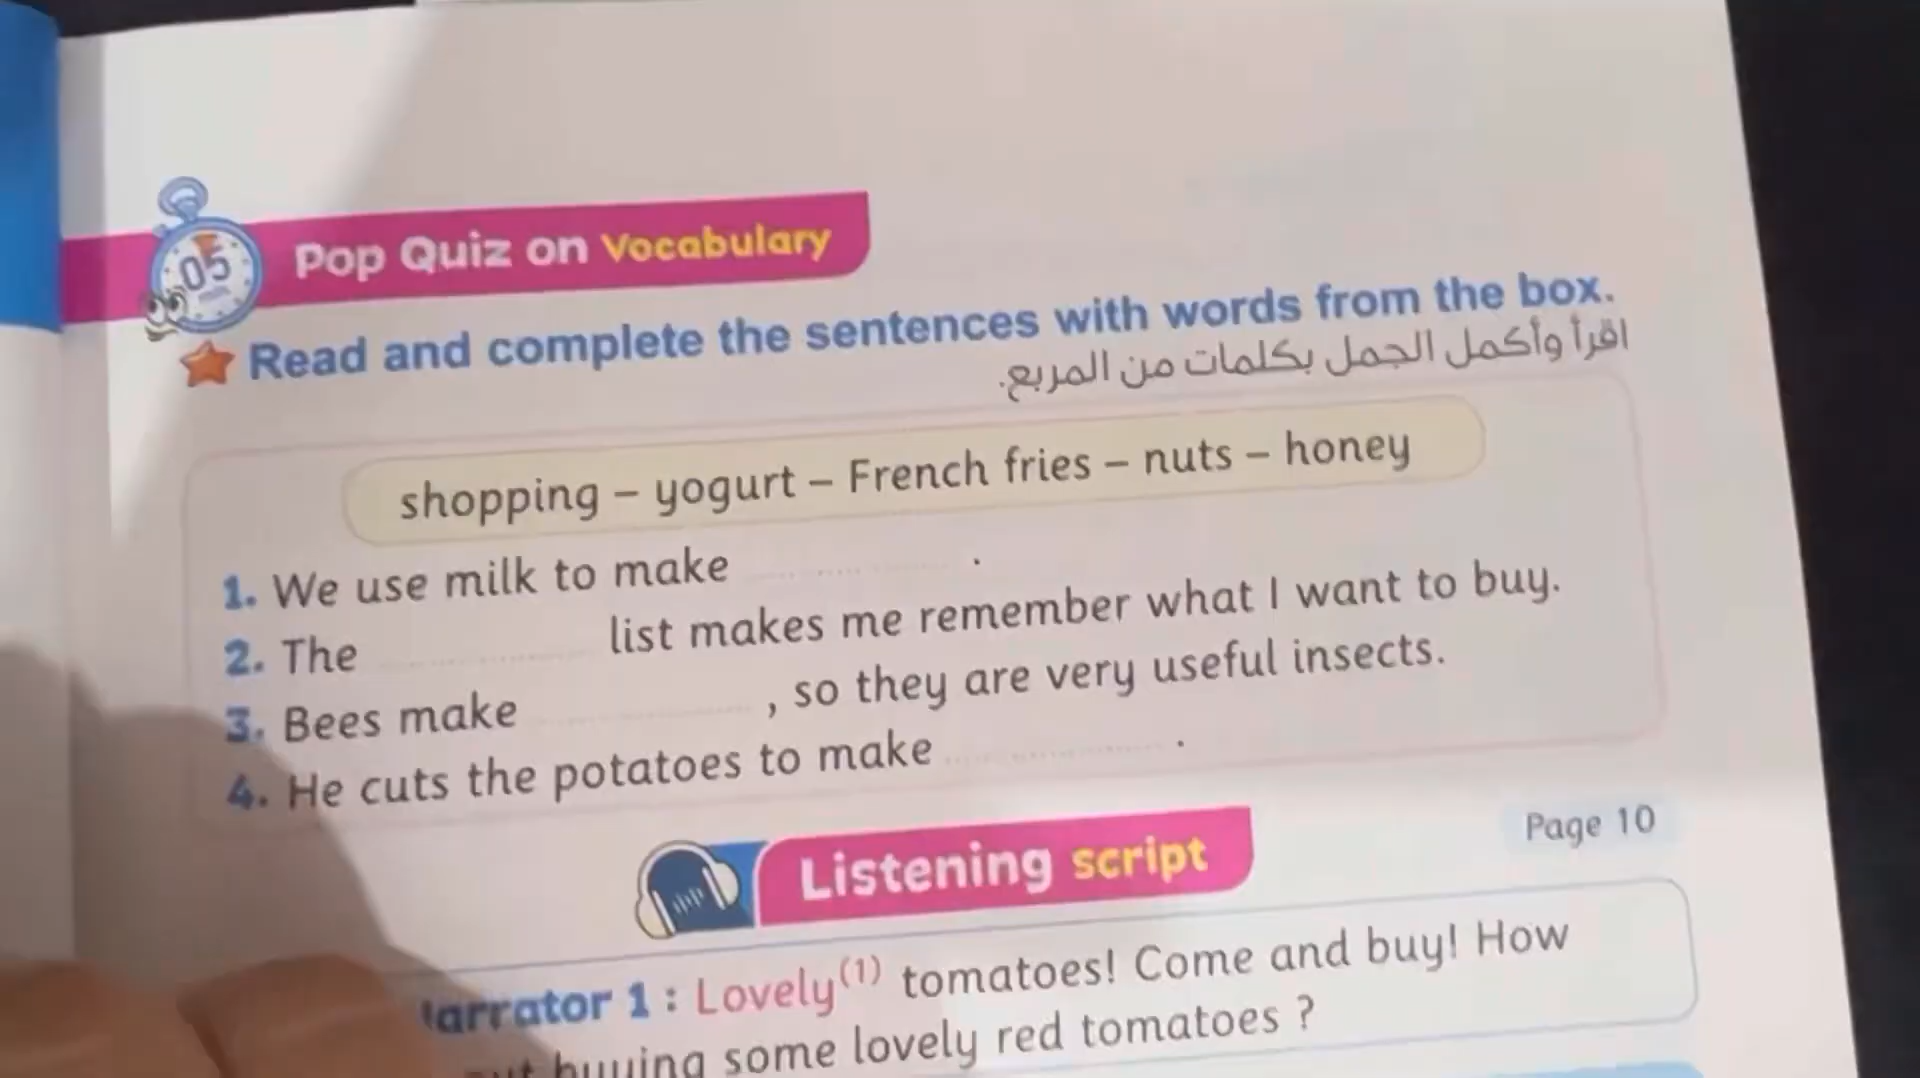 05
Pop Quiz on Vocabulary
Read and complete the sentences with words from the box.
اقرأ وأكمل الجمل بكلمات من المربع.
shopping – yogurt – French fries – nuts – honey
1. We use milk to make .............. .
2. The .............. list makes me remember what I want to buy.
3. Bees make .............. , so they are very useful insects.
4. He cuts the potatoes to make .............. .
Page 10
Listening script
arrator 1 : Lovely(1) tomatoes! Come and buy! How
buying some lovely red tomatoes ?